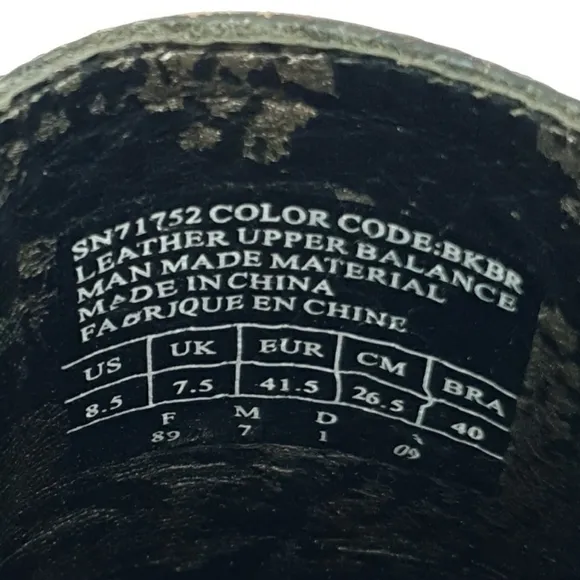 SN71752 COLOR CODE:BKBR
LEATHER UPPER BALANCE
MAN MADE MATERIAL
MADE IN CHINA
FABRIQUE EN CHINE
US UK EUR CM BRA
8.5 7.5 41.5 26.5 40
F M D
89 7 1 09